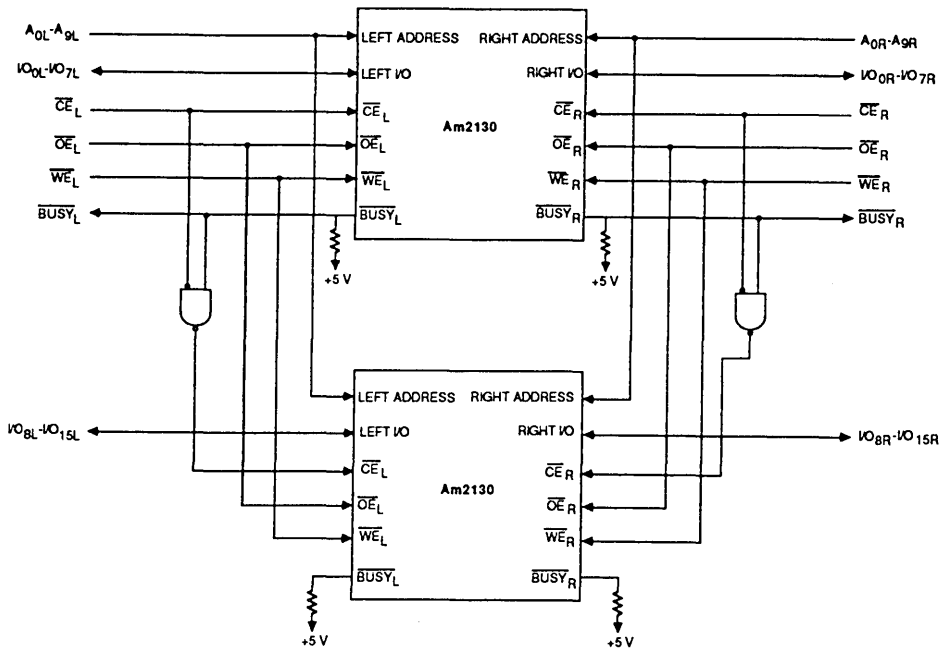 A0L-A9L
I/O0L-I/O7L
CEL
OEL
WEL
BUSYL
LEFT ADDRESS
RIGHT ADDRESS
LEFT I/O
RIGHT I/O
CEL
CER
Am2130
OEL
OER
WEL
WER
BUSYL
BUSYR
A0R-A9R
I/O0R-I/O7R
CER
OER
WER
BUSYR
+5 V
+5 V
LEFT ADDRESS
RIGHT ADDRESS
I/O8L-I/O15L
LEFT I/O
RIGHT I/O
I/O8R-I/O15R
CEL
CER
Am2130
OEL
OER
WEL
WER
BUSYL
BUSYR
+5 V
+5 V